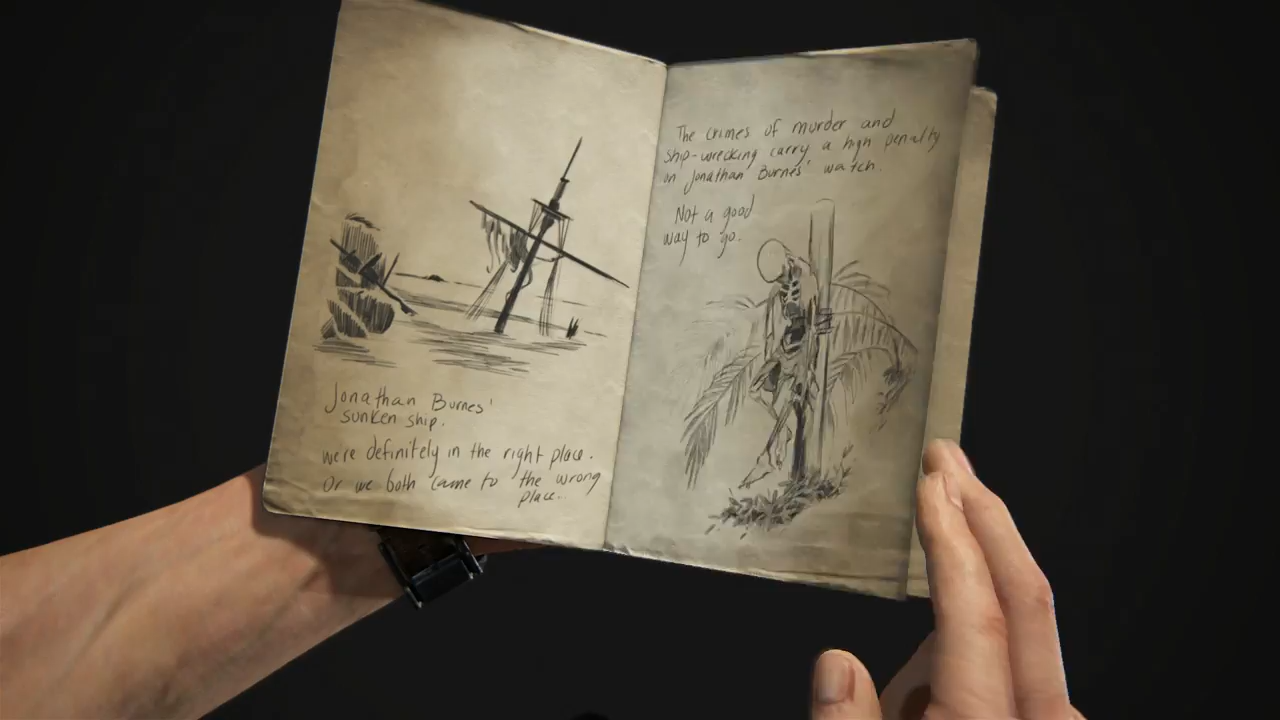 Jonathan Burnes'
sunken ship.
we're definitely in the right place.
Or we both came to the wrong
place...
The crimes of murder and
ship-wrecking carry a high penalty
on Jonathan Burnes' watch.
Not a good
way to go.